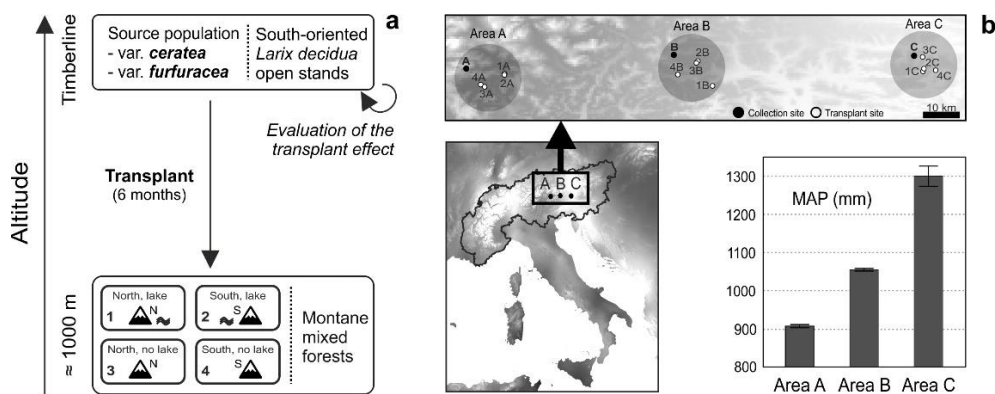 a
Altitude
Timberline
Source population
- var. ceratea
- var. furfuracea
South-oriented
Larix decidua
open stands
Evaluation of the
transplant effect
Transplant
(6 months)
≈ 1000 m
North, lake
1 N
South, lake
2 S
North, no lake
3 N
South, no lake
4 S
Montane
mixed
forests
b
Area A
A
1A
2A
4A
3A
Area B
B
2B
3B
4B
1B
Area C
C
3C
2C
1C
4C
Collection site
Transplant site
10 km
A B C
MAP (mm)
1300
1200
1100
1000
900
800
Area A Area B Area C